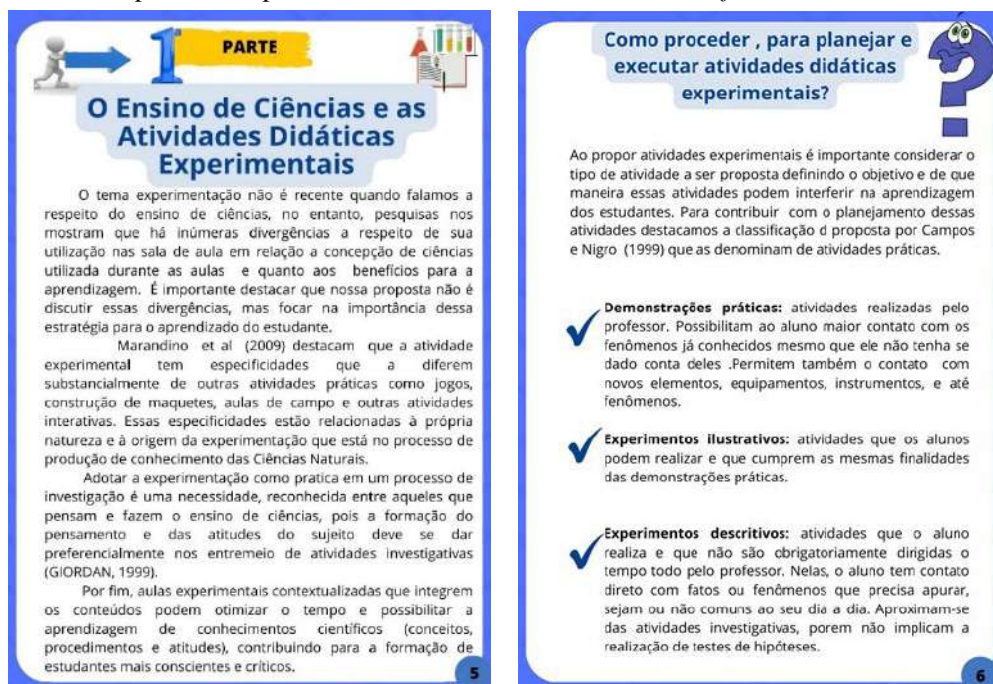 1ª
PARTE
O Ensino de Ciências e as
Atividades Didáticas
Experimentais
O tema experimentação não é recente quando falamos a
respeito do ensino de ciências, no entanto, pesquisas nos
mostram que há inúmeras divergências a respeito de sua
utilização nas sala de aula em relação a concepção de ciências
utilizada durante as aulas e quanto aos benefícios para a
aprendizagem. É importante destacar que nossa proposta não é
discutir essas divergências, mas focar na importância dessa
estratégia para o aprendizado do estudante.
Marandino et al (2009) destacam que a atividade
experimental tem especificidades que a diferem
substancialmente de outras atividades práticas como jogos,
construção de maquetes, aulas de campo e outras atividades
interativas. Essas especificidades estão relacionadas à própria
natureza e à origem da experimentação que está no processo de
produção de conhecimento das Ciências Naturais.
Adotar a experimentação como pratica em um processo de
investigação é uma necessidade, reconhecida entre aqueles que
pensam e fazem o ensino de ciências, pois a formação do
pensamento e das atitudes do sujeito deve se dar
preferencialmente nos entremeio de atividades investigativas
(GIORDAN, 1999).
Por fim, aulas experimentais contextualizadas que integrem
os conteúdos podem otimizar o tempo e possibilitar a
aprendizagem de conhecimentos científicos (conceitos,
procedimentos e atitudes), contribuindo para a formação de
estudantes mais conscientes e críticos.
5
Como proceder , para planejar e
executar atividades didáticas
experimentais?
Ao propor atividades experimentais é importante considerar o
tipo de atividade a ser proposta definindo o objetivo e de que
maneira essas atividades podem interferir na aprendizagem
dos estudantes. Para contribuir com o planejamento dessas
atividades destacamos a classificação d proposta por Campos
e Nigro (1999) que as denominam de atividades práticas.
Demonstrações práticas: atividades realizadas pelo
professor. Possibilitam ao aluno maior contato com os
fenômenos já conhecidos mesmo que ele não tenha se
dado conta deles .Permitem também o contato com
novos elementos, equipamentos, instrumentos, e até
fenômenos.
Experimentos ilustrativos: atividades que os alunos
podem realizar e que cumprem as mesmas finalidades
das demonstrações práticas.
Experimentos descritivos: atividades que o aluno
realiza e que não são obrigatoriamente dirigidas o
tempo todo pelo professor. Nelas, o aluno tem contato
direto com fatos ou fenômenos que precisa apurar,
sejam ou não comuns ao seu dia a dia. Aproximam-se
das atividades investigativas, porem não implicam a
realização de testes de hipóteses.
6